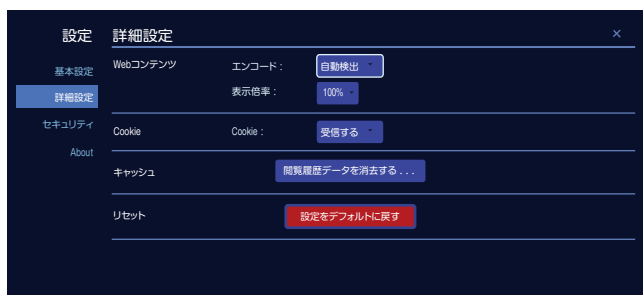 設定
詳細設定
×
基本設定
詳細設定
セキュリティ
About
Webコンテンツ
エンコード :
自動検出
表示倍率 :
100%
Cookie
Cookie :
受信する
キャッシュ
閲覧履歴データを消去する . . .
リセット
設定をデフォルトに戻す